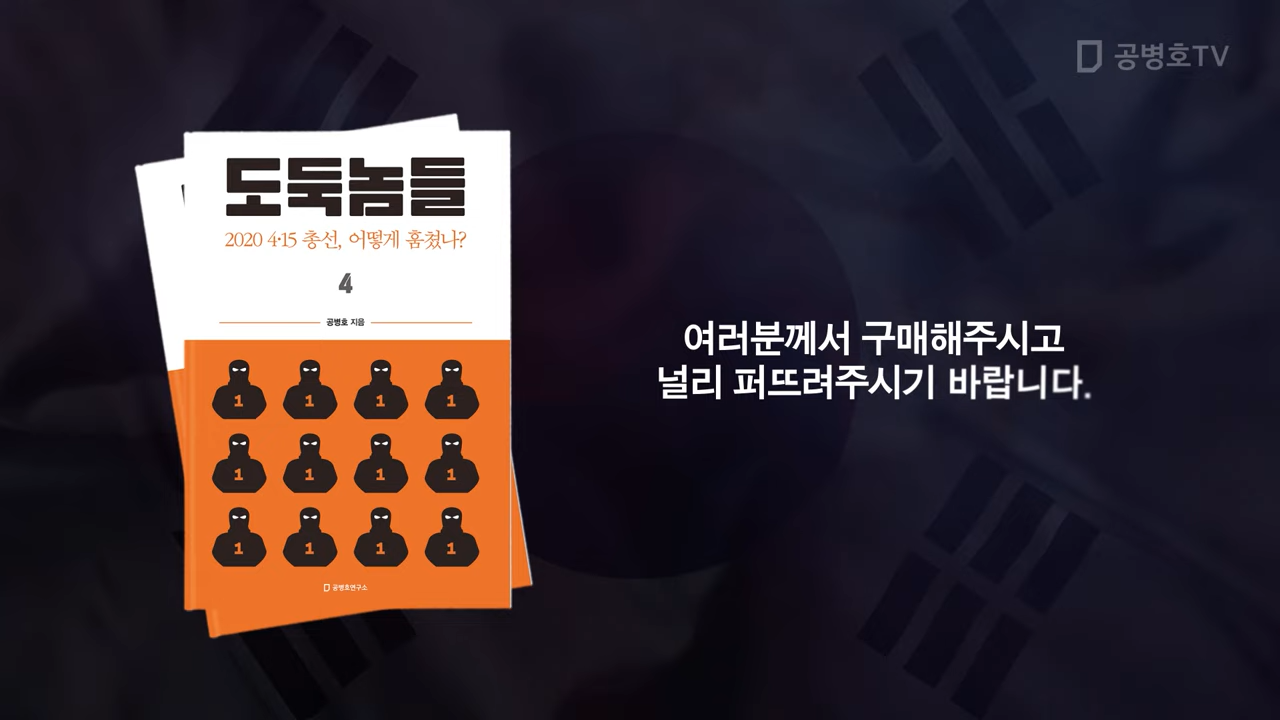 공병호TV
도둑놈들
2020 4·15 총선, 어떻게 훔쳤나?
4
공병호 지음
1 1 1 1
1 1 1 1
1 1 1 1
공병호연구소
여러분께서 구매해주시고
널리 퍼뜨려주시기 바랍니다.